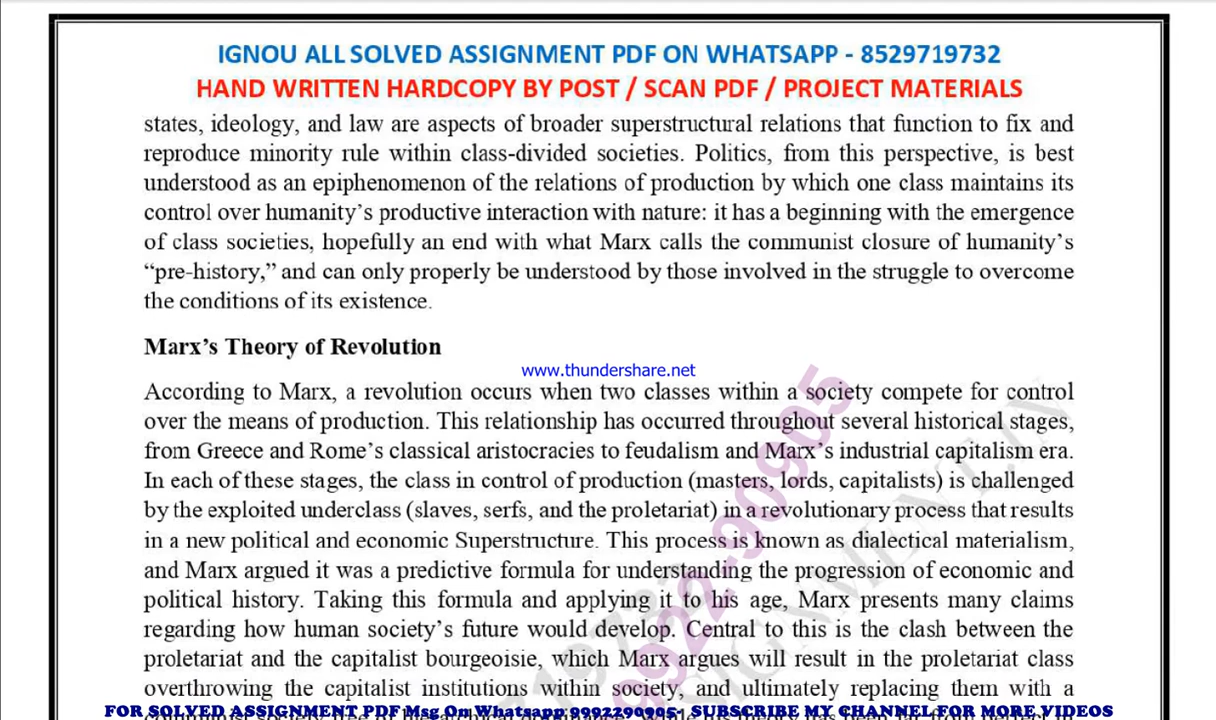 IGNOU ALL SOLVED ASSIGNMENT PDF ON WHATSAPP - 8529719732
HAND WRITTEN HARDCOPY BY POST / SCAN PDF / PROJECT MATERIALS
states, ideology, and law are aspects of broader superstructural relations that function to fix and
reproduce minority rule within class-divided societies. Politics, from this perspective, is best
understood as an epiphenomenon of the relations of production by which one class maintains its
control over humanity's productive interaction with nature: it has a beginning with the emergence
of class societies, hopefully an end with what Marx calls the communist closure of humanity's
“pre-history,” and can only properly be understood by those involved in the struggle to overcome
the conditions of its existence.
Marx's Theory of Revolution
www.thundershare.net
According to Marx, a revolution occurs when two classes within a society compete for control
over the means of production. This relationship has occurred throughout several historical stages,
from Greece and Rome's classical aristocracies to feudalism and Marx's industrial capitalism era.
In each of these stages, the class in control of production (masters, lords, capitalists) is challenged
by the exploited underclass (slaves, serfs, and the proletariat) in a revolutionary process that results
in a new political and economic Superstructure. This process is known as dialectical materialism,
and Marx argued it was a predictive formula for understanding the progression of economic and
political history. Taking this formula and applying it to his age, Marx presents many claims
regarding how human society's future would develop. Central to this is the clash between the
proletariat and the capitalist bourgeoisie, which Marx argues will result in the proletariat class
overthrowing the capitalist institutions within society, and ultimately replacing them with a
FOR SOLVED ASSIGNMENT PDF Msg On Whatsapp 9992290905- SUBSCRIBE MY CHANNEL FOR MORE VIDEOS